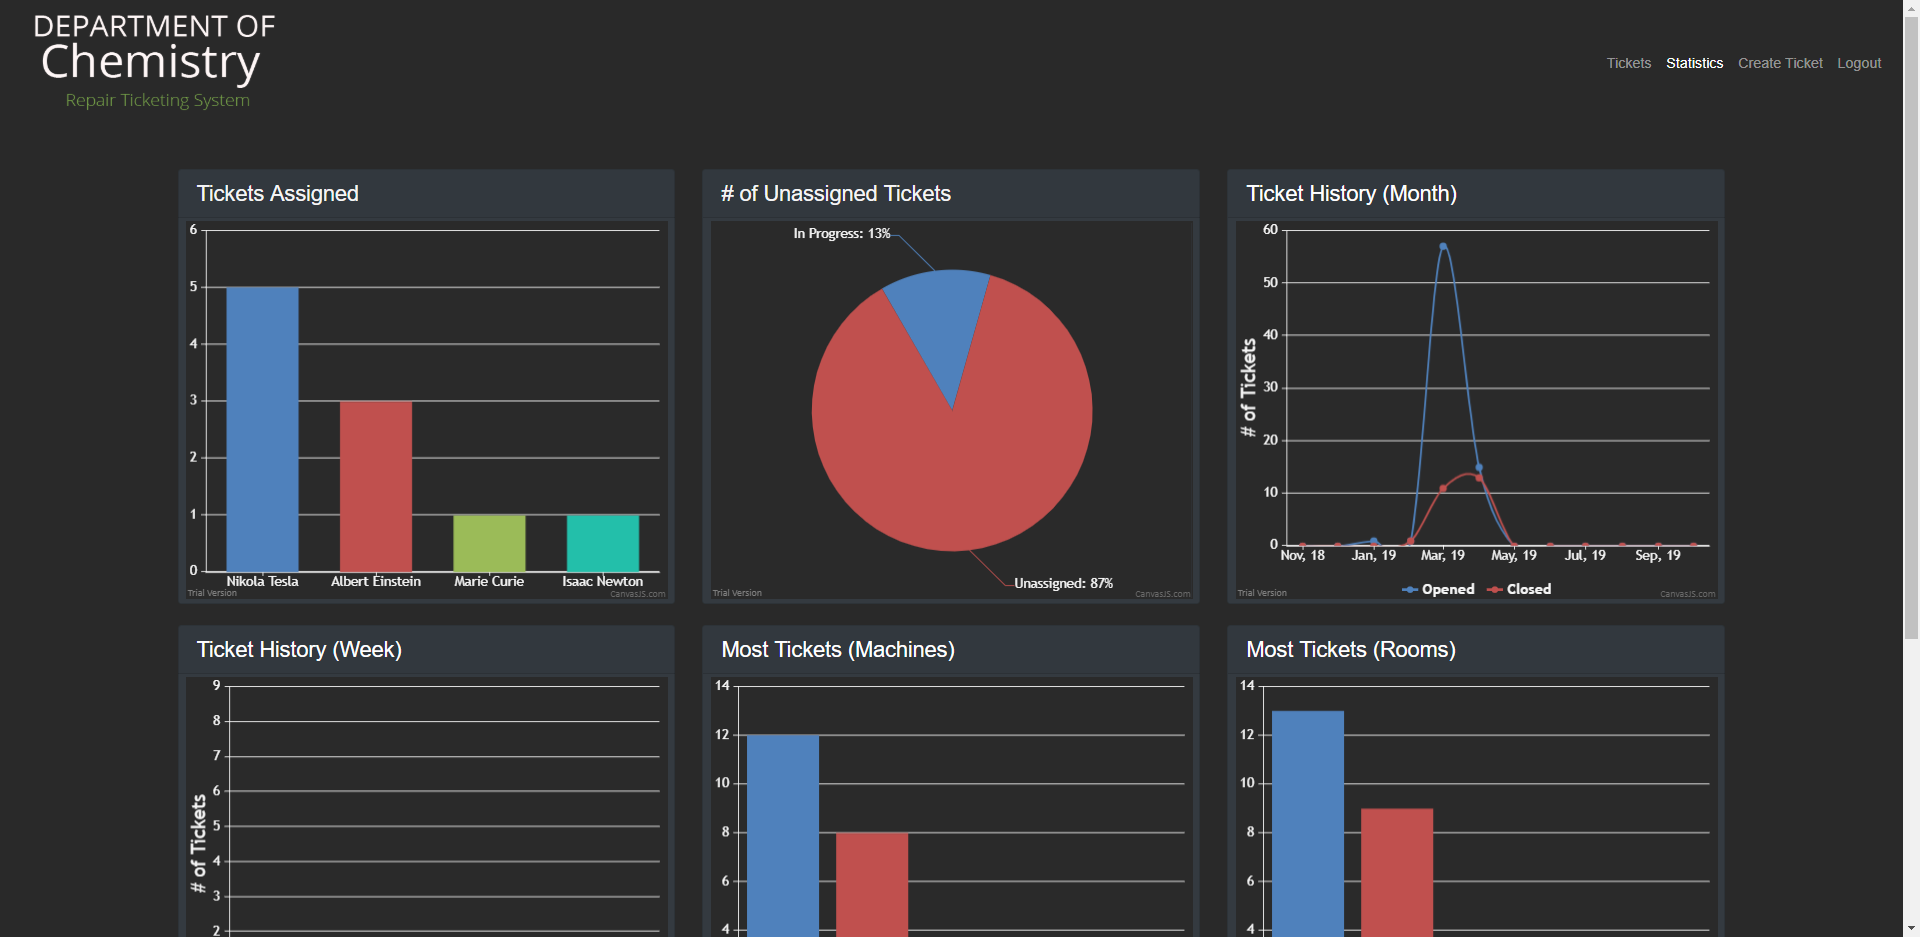 DEPARTMENT OF
Chemistry
Repair Ticketing System
Tickets Statistics Create Ticket Logout
Tickets Assigned
6
5
4
3
2
1
0
Nikola Tesla Albert Einstein Marie Curie Isaac Newton
Trial Version CanvasJS.com
# of Unassigned Tickets
In Progress: 13%
Unassigned: 87%
Trial Version CanvasJS.com
Ticket History (Month)
# of Tickets
60
50
40
30
20
10
0
Nov, 18 Jan, 19 Mar, 19 May, 19 Jul, 19 Sep, 19
Opened Closed
Trial Version CanvasJS.com
Ticket History (Week)
# of Tickets
9
8
7
6
5
4
3
2
Most Tickets (Machines)
14
12
10
8
6
4
Most Tickets (Rooms)
14
12
10
8
6
4